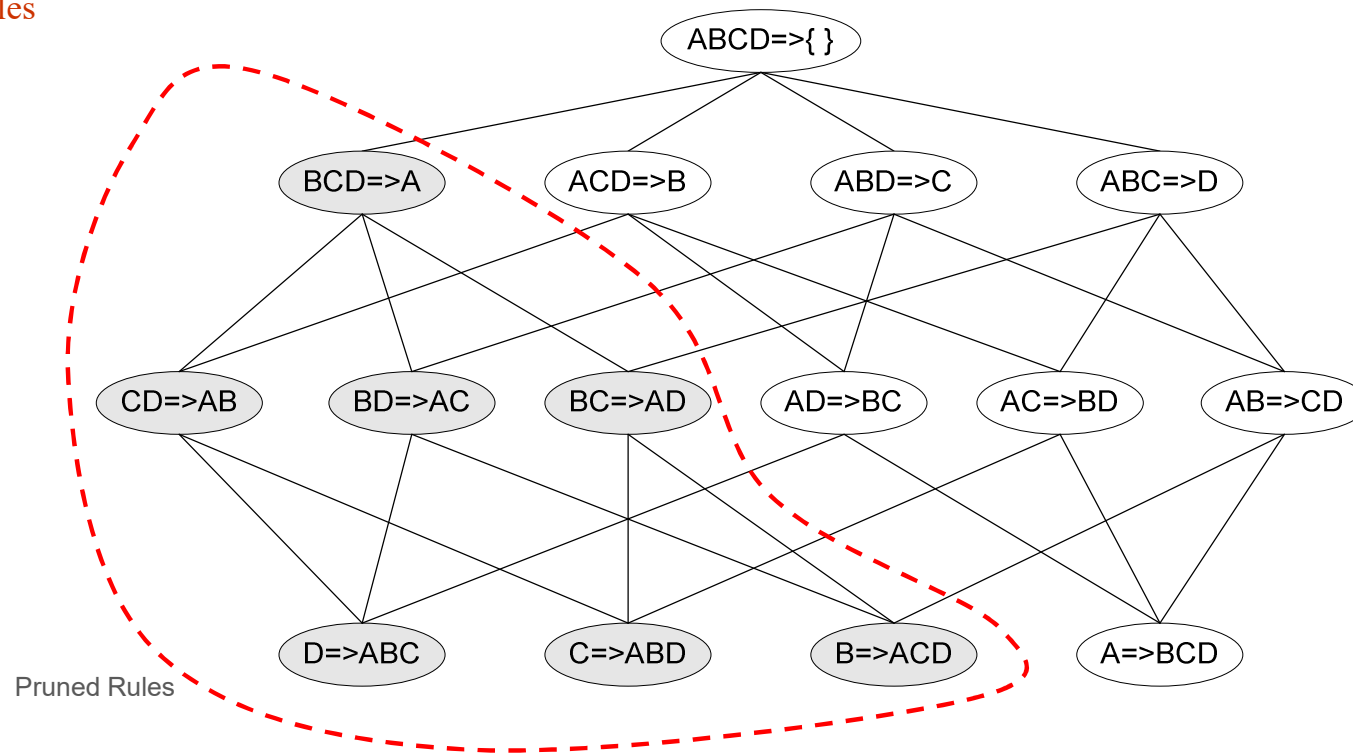 les
ABCD=>{ }
BCD=>A
ACD=>B
ABD=>C
ABC=>D
CD=>AB
BD=>AC
BC=>AD
AD=>BC
AC=>BD
AB=>CD
D=>ABC
C=>ABD
B=>ACD
A=>BCD
Pruned Rules